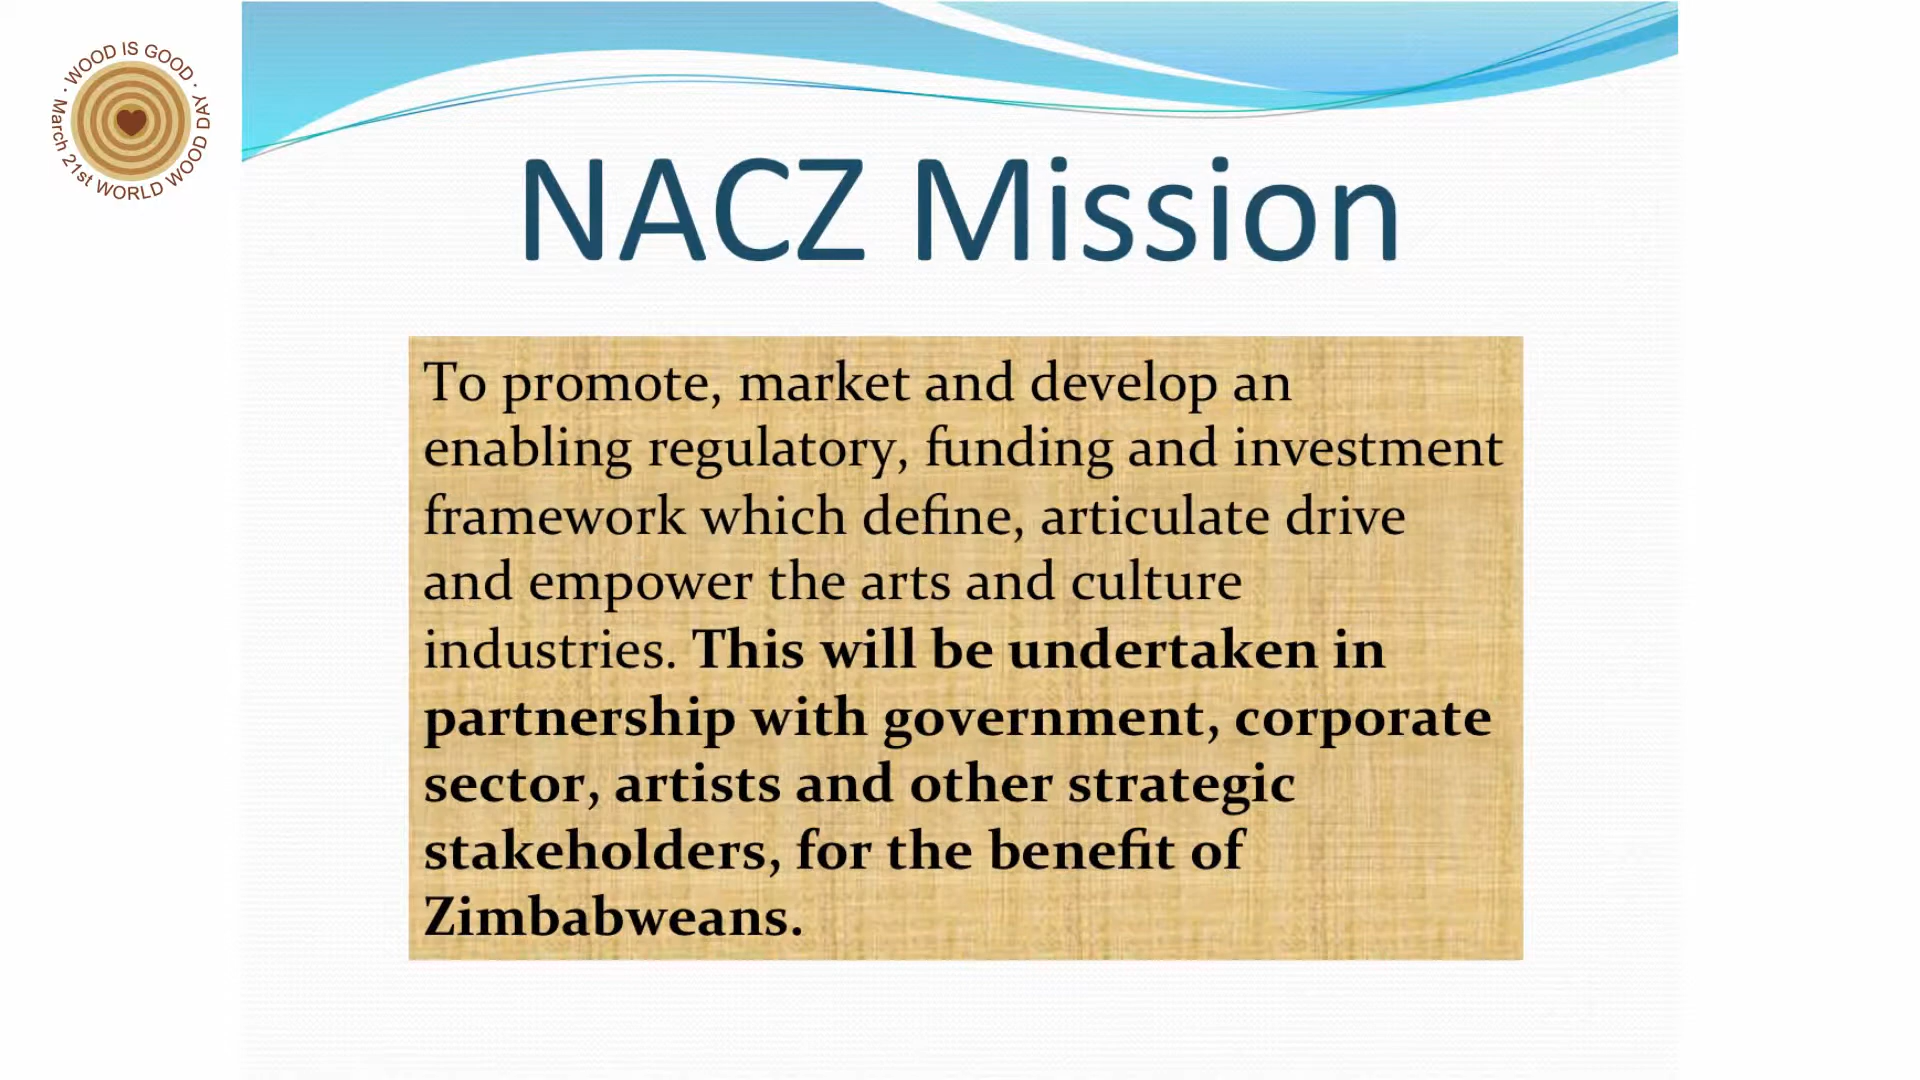 · WOOD IS GOOD ·
March 21st WORLD WOOD DAY
NACZ Mission
To promote, market and develop an
enabling regulatory, funding and investment
framework which define, articulate drive
and empower the arts and culture
industries. This will be undertaken in
partnership with government, corporate
sector, artists and other strategic
stakeholders, for the benefit of
Zimbabweans.